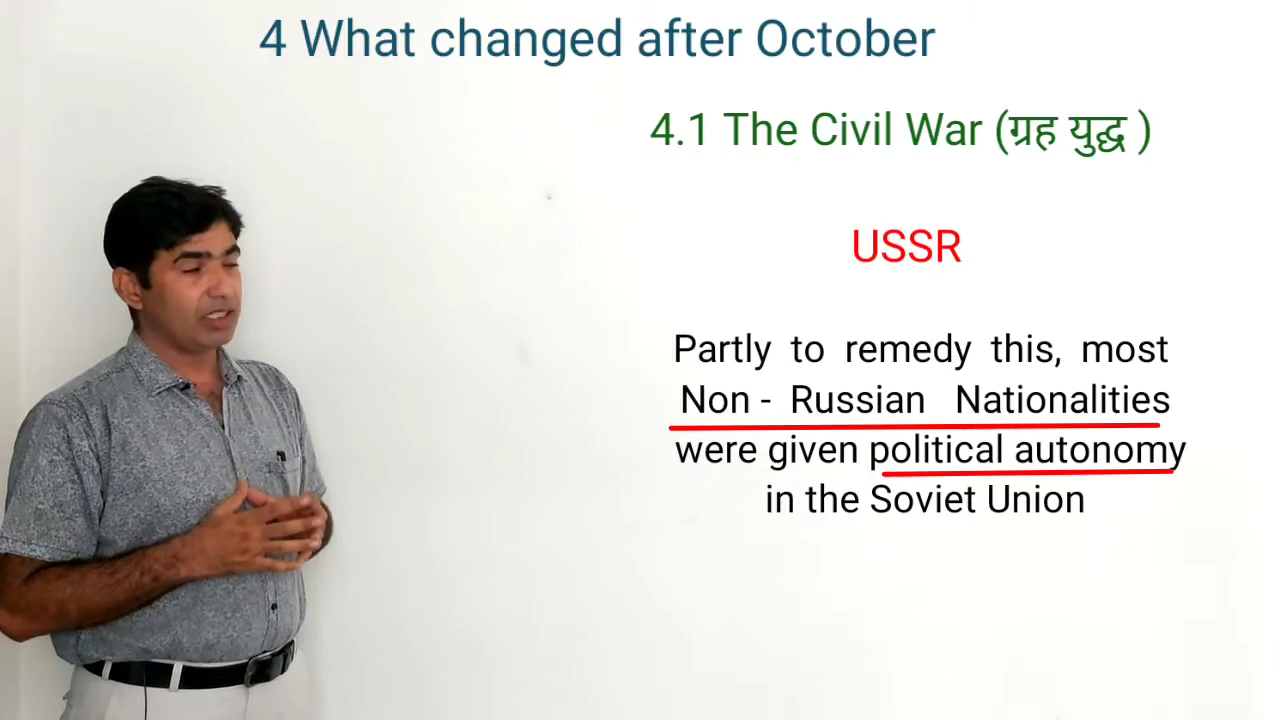 4 What changed after October
4.1 The Civil War (ग्रह युद्ध )
USSR
Partly to remedy this, most
Non - Russian Nationalities
were given political autonomy
in the Soviet Union